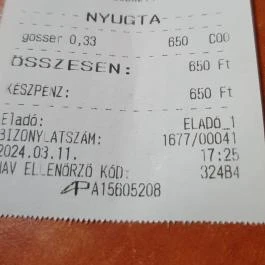 NYUGTA
gösser 0,33 650 C00
ÖSSZESEN: 650 Ft
KÉSZPÉNZ: 650 Ft
Eladó: ELADÓ_1
BIZONYLATSZÁM: 1677/00041
2024.03.11. 17:25
NAV ELLENŐRZŐ KÓD: 324B4
AP A15605208